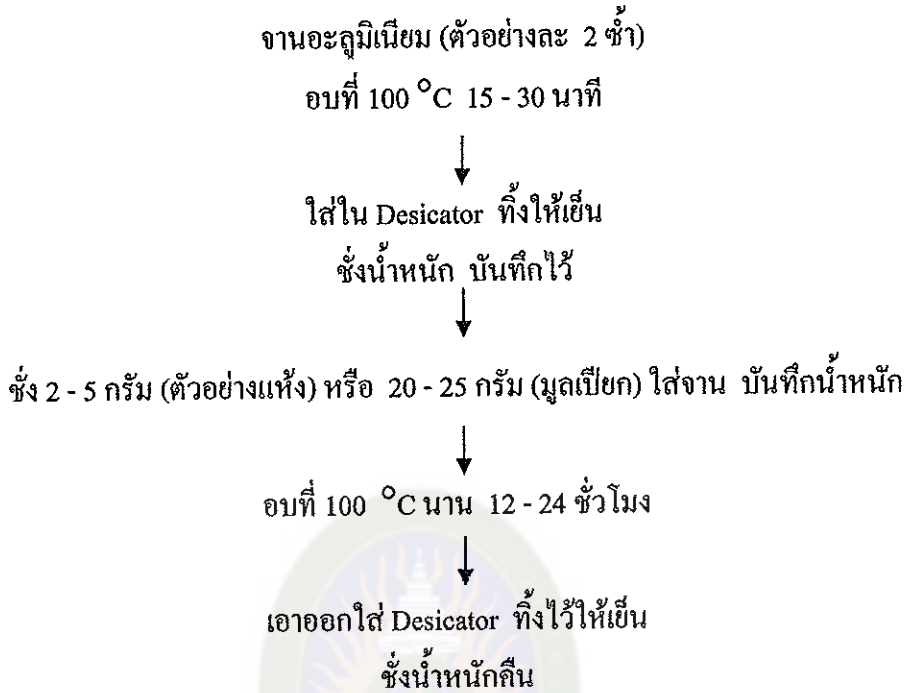 จานอะลูมิเนียม (ตัวอย่างละ 2 ซ้ำ)
อบที่ 100 °C 15 - 30 นาที
ใส่ใน Desicator ทิ้งให้เย็น
ชั่งน้ำหนัก บันทึกไว้
ชั่ง 2 - 5 กรัม (ตัวอย่างแห้ง) หรือ 20 - 25 กรัม (มูลเปียก) ใส่จาน บันทึกน้ำหนัก
อบที่ 100 °C นาน 12 - 24 ชั่วโมง
เอาออกใส่ Desicator ทิ้งไว้ให้เย็น
ชั่งน้ำหนักคืน